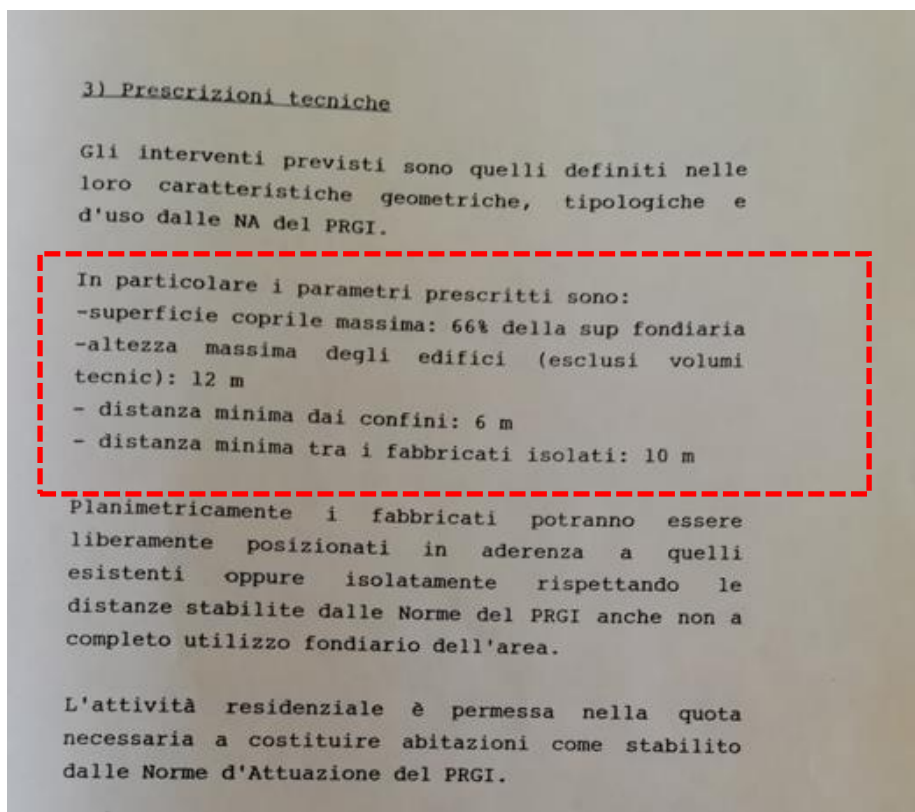 3) Prescrizioni tecniche
Gli interventi previsti sono quelli definiti nelle
loro caratteristiche geometriche, tipologiche e
d'uso dalle NA del PRGI.
In particolare i parametri prescritti sono:
-superficie coprile massima: 66% della sup fondiaria
-altezza massima degli edifici (esclusi volumi
tecnic): 12 m
- distanza minima dai confini: 6 m
- distanza minima tra i fabbricati isolati: 10 m
Planimetricamente i fabbricati potranno essere
liberamente posizionati in aderenza a quelli
esistenti oppure isolatamente rispettando le
distanze stabilite dalle Norme del PRGI anche non a
completo utilizzo fondiario dell'area.
L'attività residenziale è permessa nella quota
necessaria a costituire abitazioni come stabilito
dalle Norme d'Attuazione del PRGI.